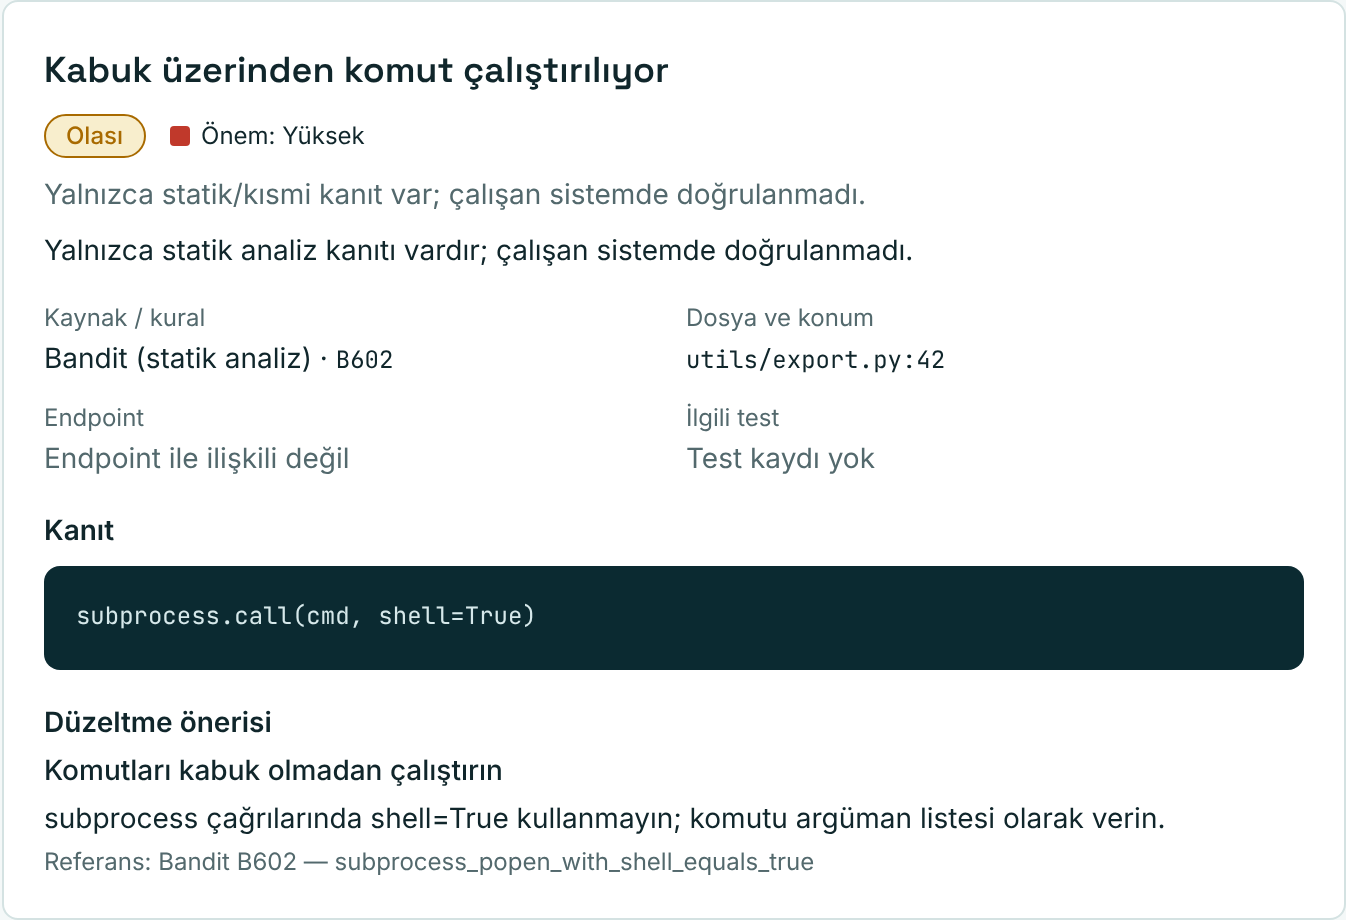 Kabuk üzerinden komut çalıştırılıyor
Olası
Önem: Yüksek
Yalnızca statik/kısmi kanıt var; çalışan sistemde doğrulanmadı.
Yalnızca statik analiz kanıtı vardır; çalışan sistemde doğrulanmadı.
Kaynak / kural
Bandit (statik analiz) · B602
Dosya ve konum
utils/export.py:42
Endpoint
Endpoint ile ilişkili değil
İlgili test
Test kaydı yok
Kanıt
subprocess.call(cmd, shell=True)
Düzeltme önerisi
Komutları kabuk olmadan çalıştırın
subprocess çağrılarında shell=True kullanmayın; komutu argüman listesi olarak verin.
Referans: Bandit B602 — subprocess_popen_with_shell_equals_true